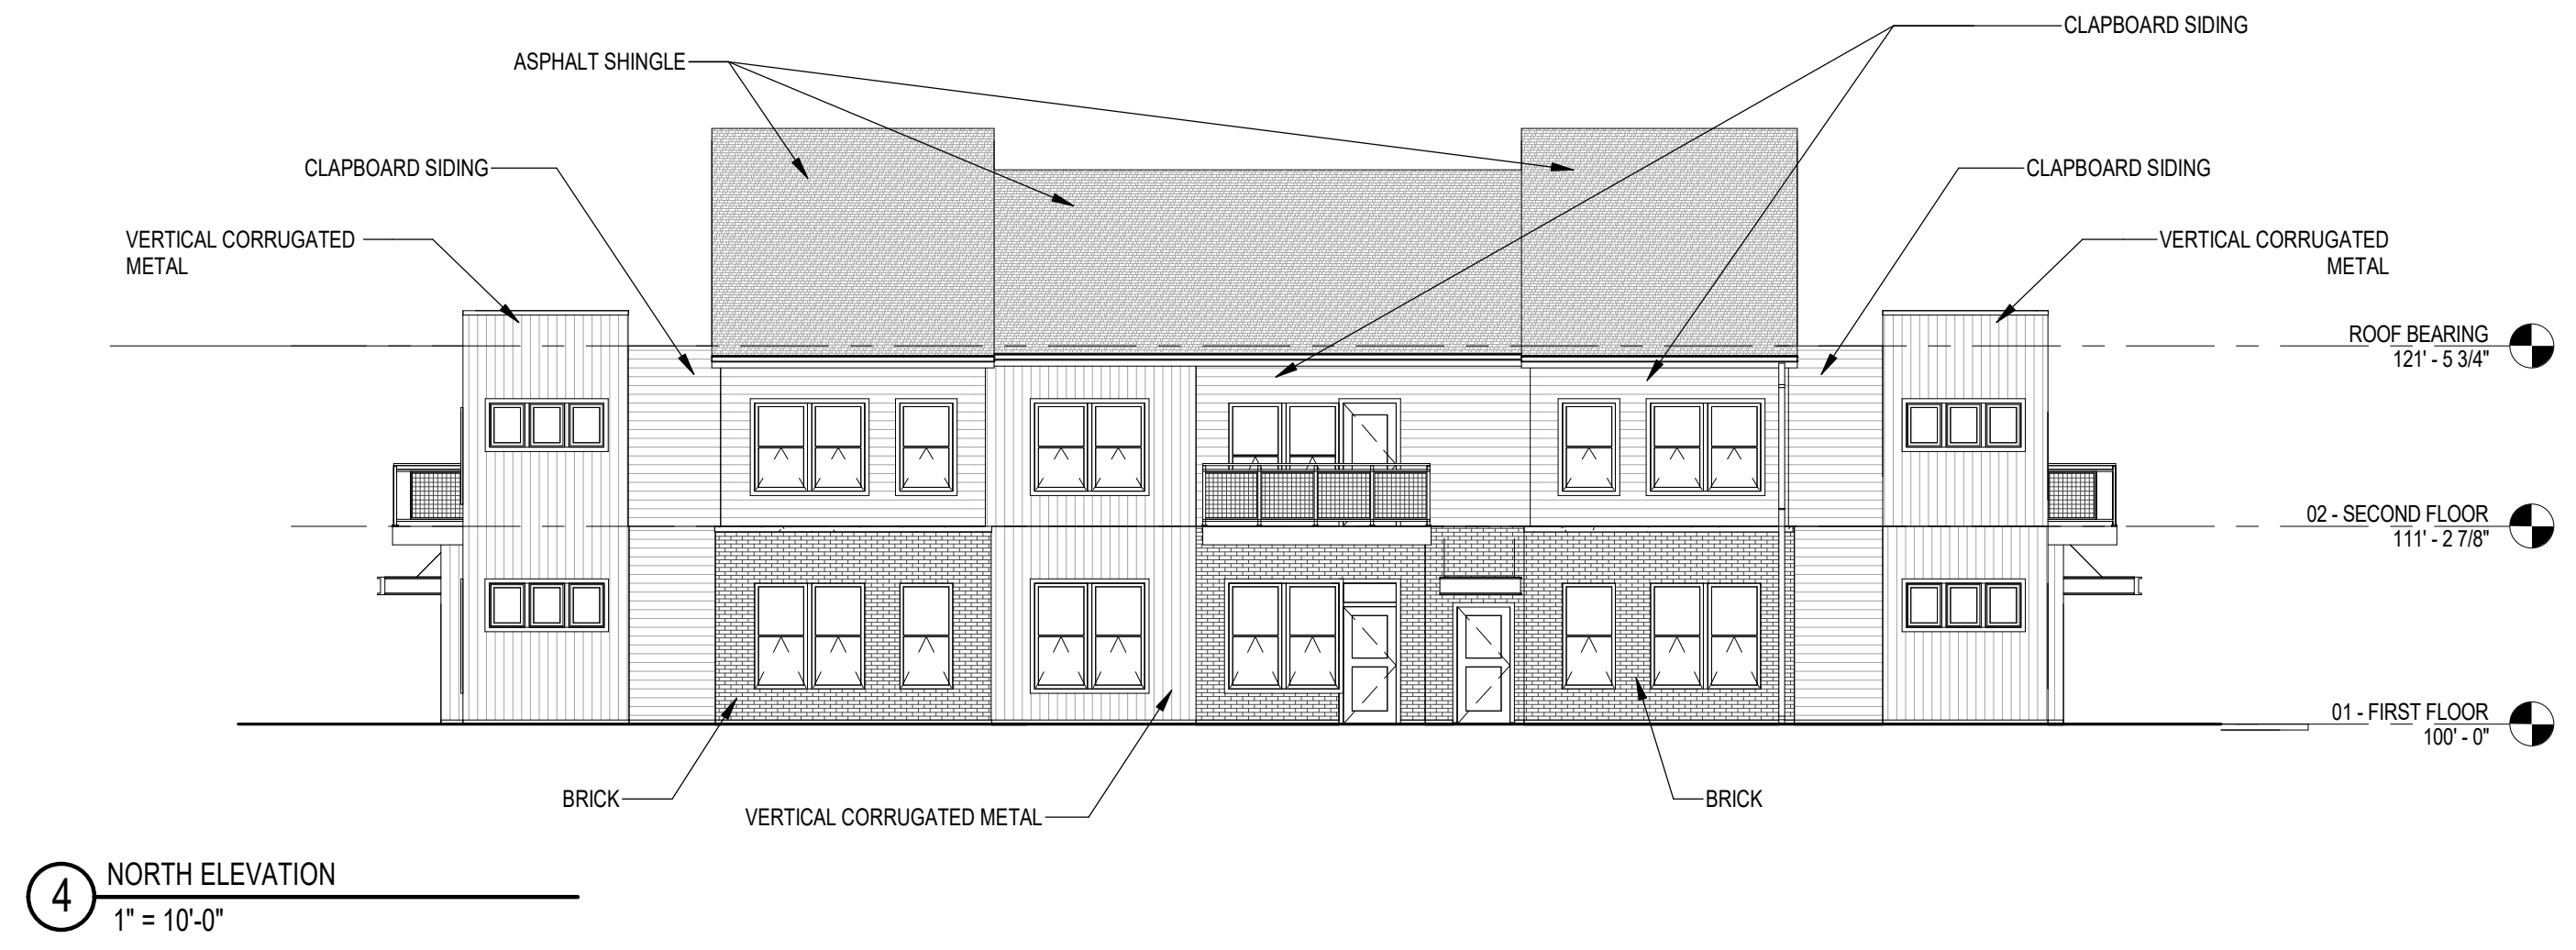 CLAPBOARD SIDING
ASPHALT SHINGLE
CLAPBOARD SIDING
CLAPBOARD SIDING
VERTICAL CORRUGATED
METAL
VERTICAL CORRUGATED
METAL
ROOF BEARING
121' - 5 3/4"
02 - SECOND FLOOR
111' - 2 7/8"
01 - FIRST FLOOR
100' - 0"
BRICK
BRICK
VERTICAL CORRUGATED METAL
4
NORTH ELEVATION
1" = 10'-0"